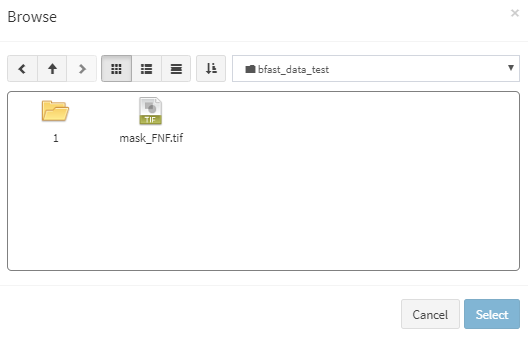 Browse
×
bfast_data_test
TIF
1
mask_FNF.tif
Cancel
Select